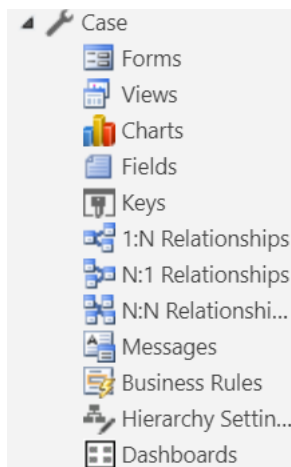 Case
Forms
Views
Charts
Fields
Keys
1:N Relationships
N:1 Relationships
N:N Relationshi...
Messages
Business Rules
Hierarchy Settin...
Dashboards